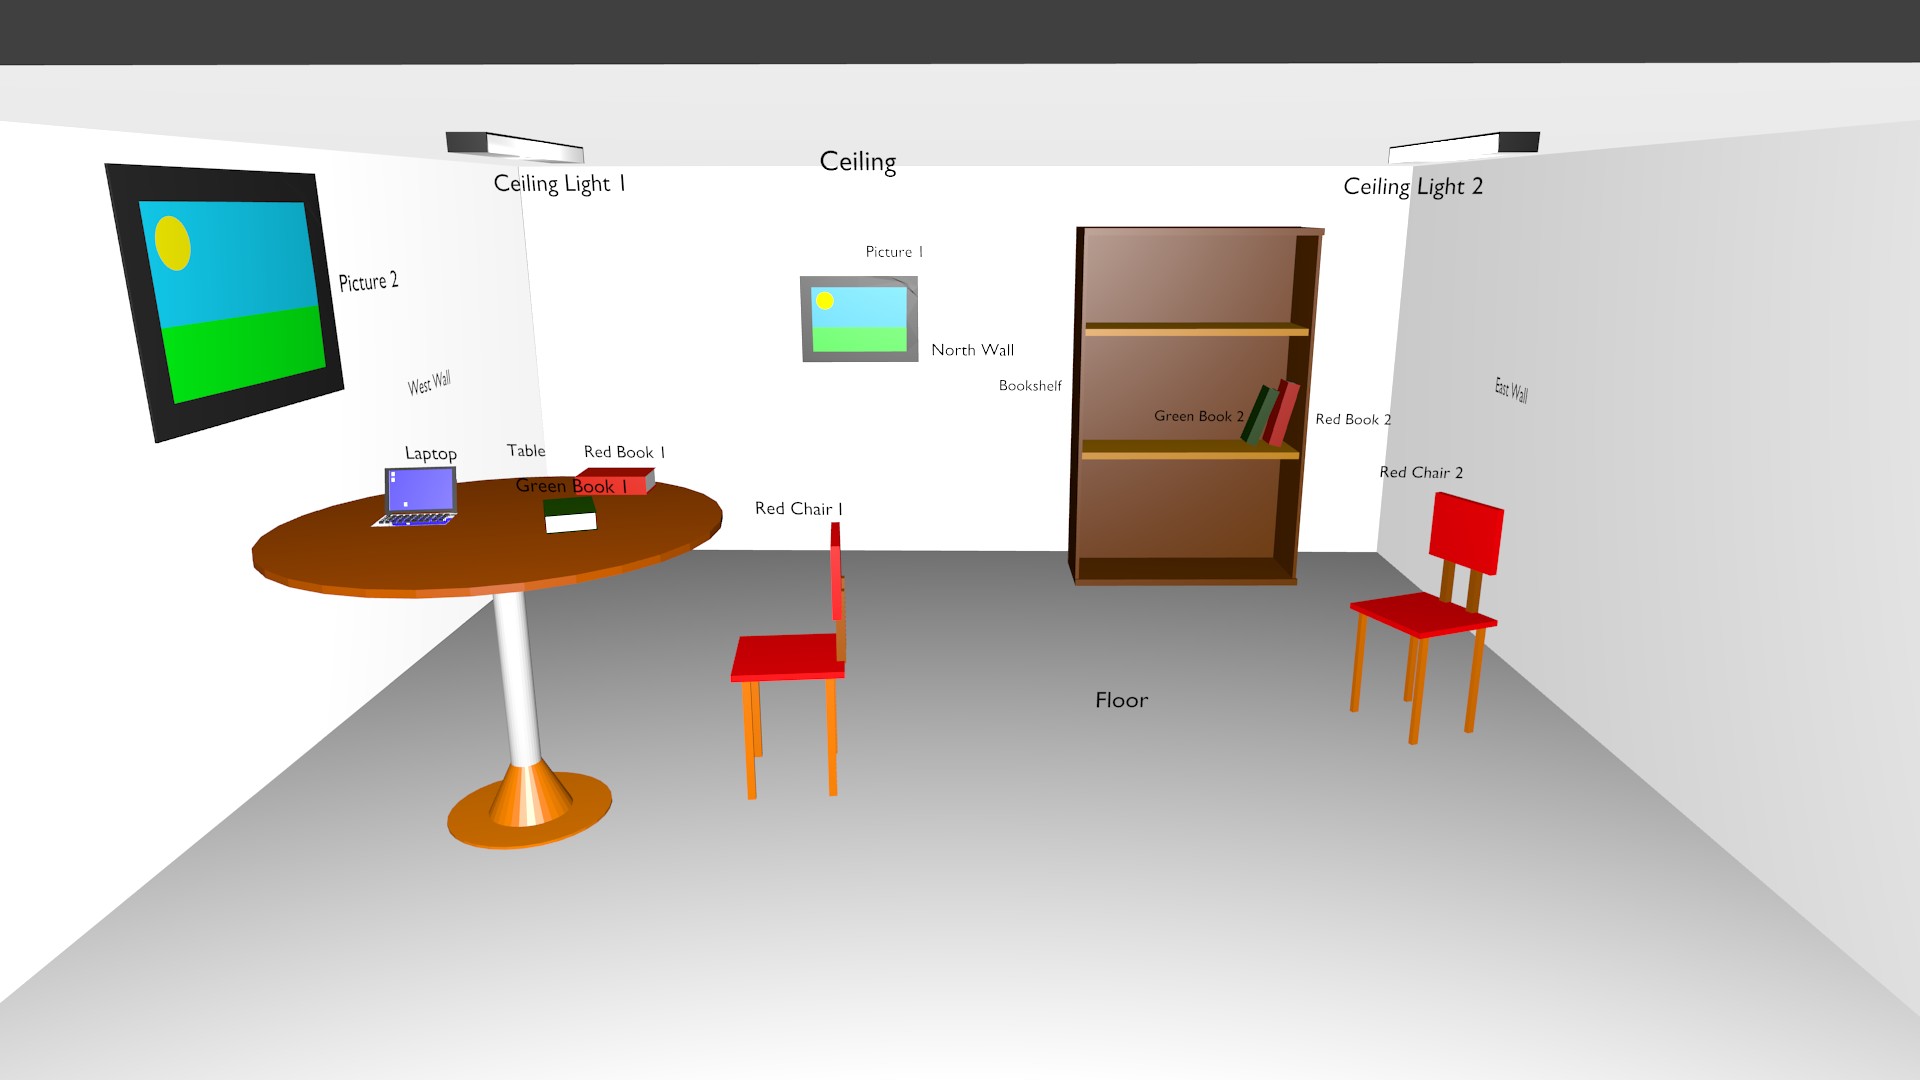 Ceiling
Ceiling Light 1
Ceiling Light 2
Picture 1
Picture 2
North Wall
West Wall
Bookshelf
East Wall
Green Book 2
Red Book 2
Laptop
Table
Red Book 1
Red Chair 2
Green Book 1
Red Chair 1
Floor